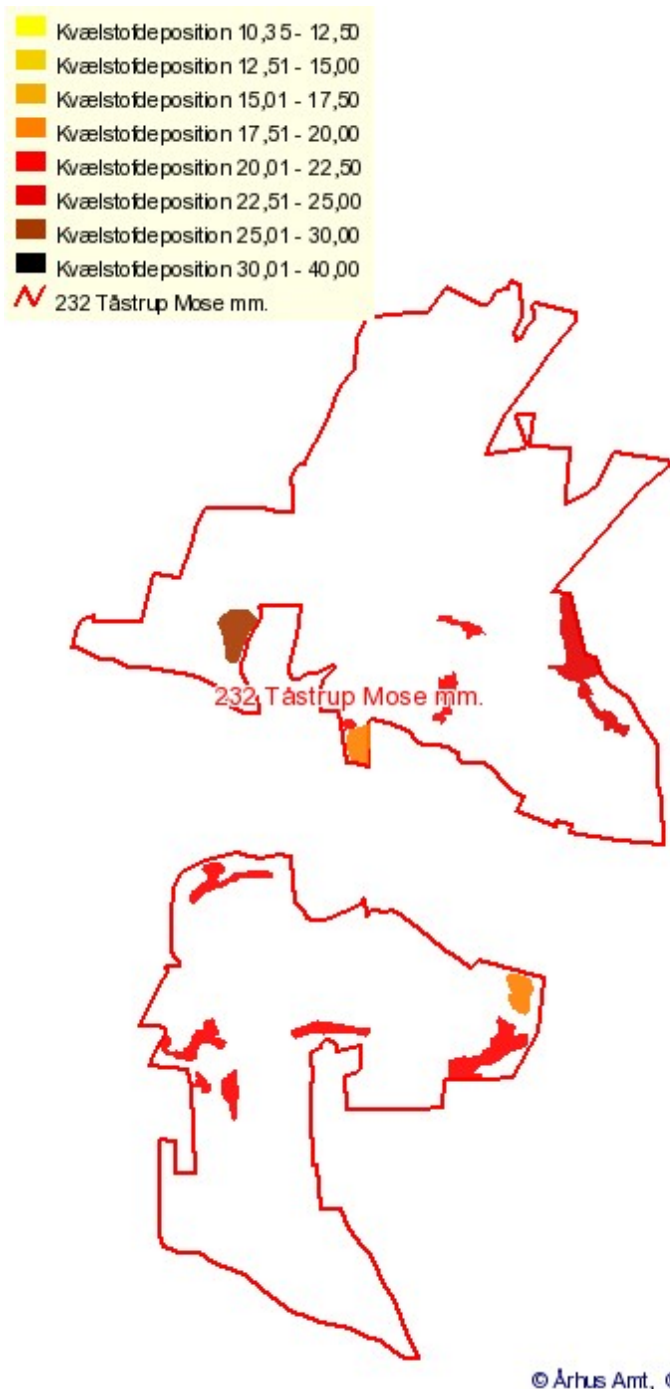 Kvælstofdeposition 10,35 - 12,50
Kvælstofdeposition 12,51 - 15,00
Kvælstofdeposition 15,01 - 17,50
Kvælstofdeposition 17,51 - 20,00
Kvælstofdeposition 20,01 - 22,50
Kvælstofdeposition 22,51 - 25,00
Kvælstofdeposition 25,01 - 30,00
Kvælstofdeposition 30,01 - 40,00
232 Tåstrup Mose mm.
232 Tåstrup Mose mm.
© Århus Amt,